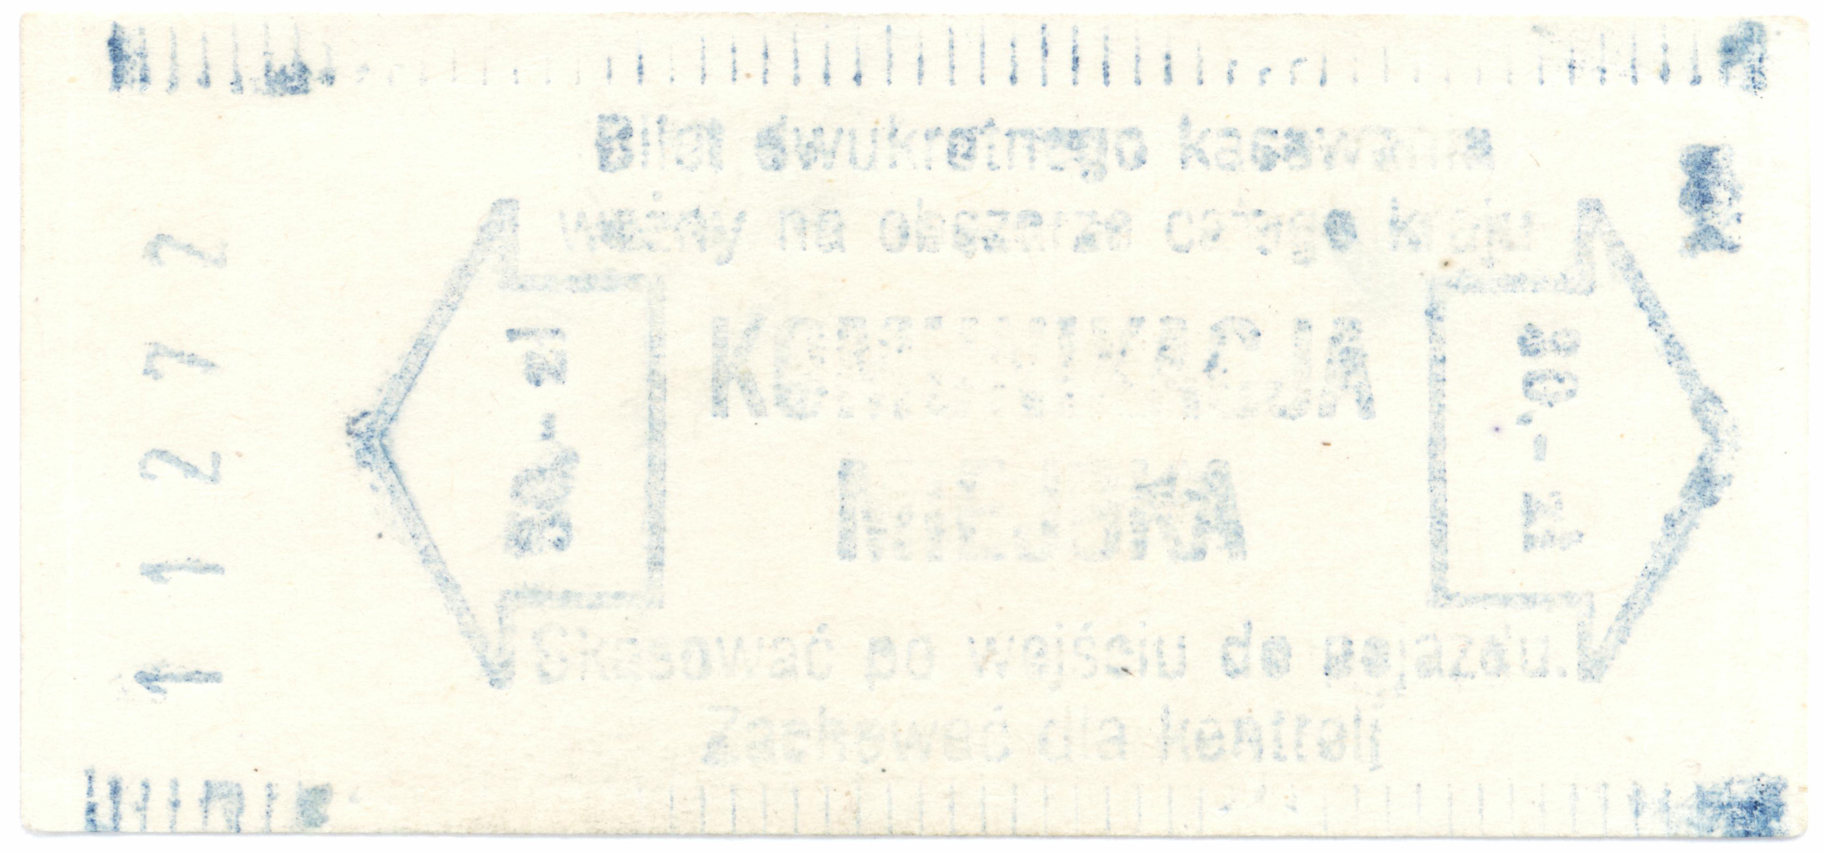 11272
Bilet dwukrotnego kasowania
ważny na obszarze całego kraju
30,- zł
KOMUNIKACJA
MIEJSKA
30,- zł
Skasować po wejściu do pojazdu.
Zachować dla kontroli